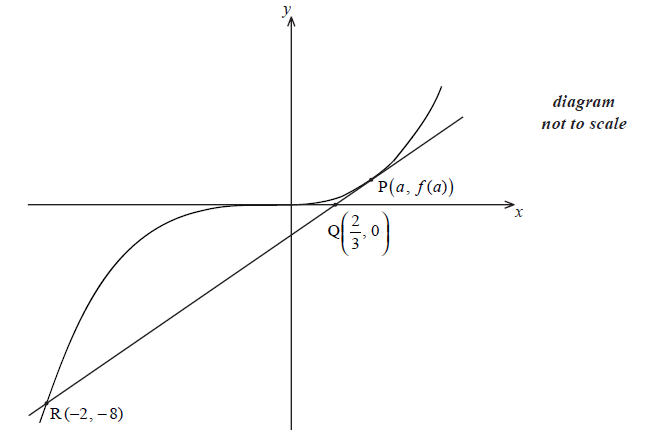 y
diagram
not to scale
P(a, f(a))
x
Q(2/3, 0)
R(−2, −8)